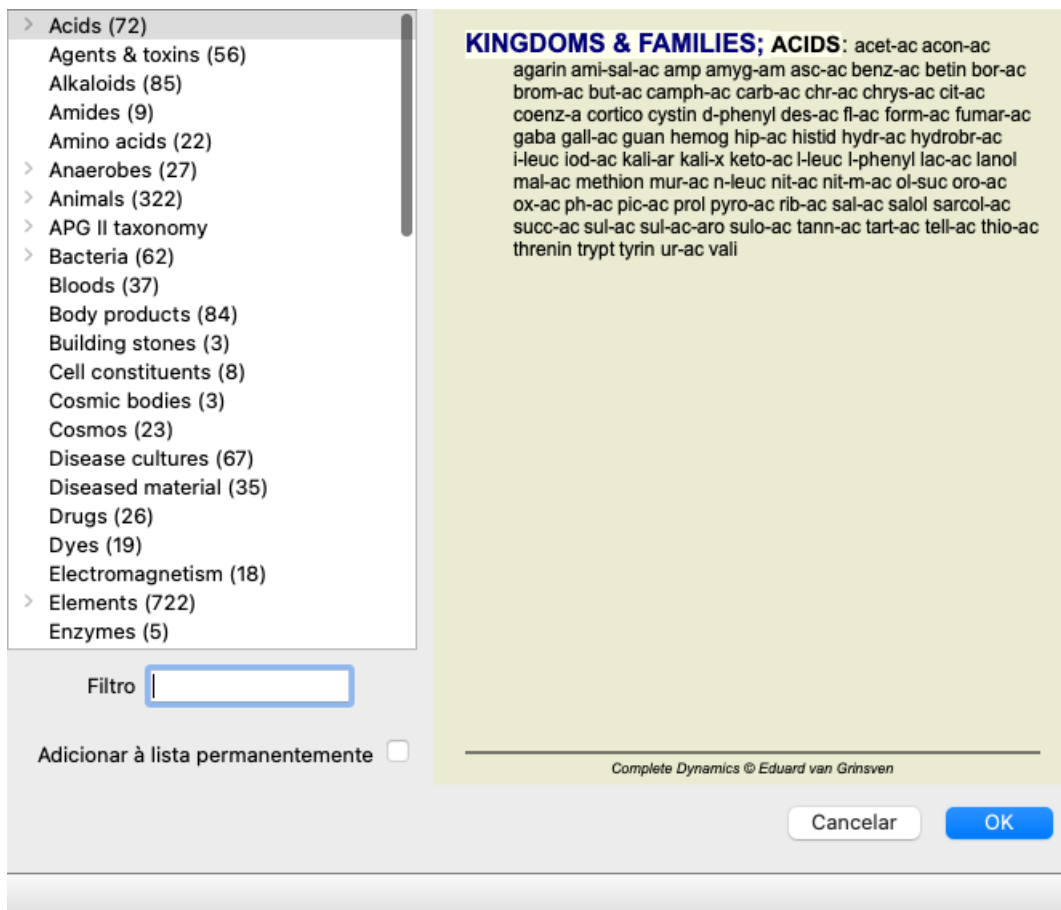 Acids (72)
Agents & toxins (56)
Alkaloids (85)
Amides (9)
Amino acids (22)
Anaerobes (27)
Animals (322)
APG II taxonomy
Bacteria (62)
Bloods (37)
Body products (84)
Building stones (3)
Cell constituents (8)
Cosmic bodies (3)
Cosmos (23)
Disease cultures (67)
Diseased material (35)
Drugs (26)
Dyes (19)
Electromagnetism (18)
Elements (722)
Enzymes (5)
Filtro
Adicionar à lista permanentemente
KINGDOMS & FAMILIES; ACIDS: acet-ac acon-ac
agarin ami-sal-ac amp amyg-am asc-ac benz-ac betin bor-ac
brom-ac but-ac camph-ac carb-ac chr-ac chrys-ac cit-ac
coenz-a cortico cystin d-phenyl des-ac fl-ac form-ac fumar-ac
gaba gall-ac guan hemog hip-ac histid hydr-ac hydrobr-ac
i-leuc iod-ac kali-ar kali-x keto-ac l-leuc l-phenyl lac-ac lanol
mal-ac methion mur-ac n-leuc nit-ac nit-m-ac ol-suc oro-ac
ox-ac ph-ac pic-ac prol pyro-ac rib-ac sal-ac salol sarcol-ac
succ-ac sul-ac sul-ac-aro sulo-ac tann-ac tart-ac tell-ac thio-ac
threnin trypt tyrin ur-ac vali
Complete Dynamics © Eduard van Grinsven
Cancelar
OK